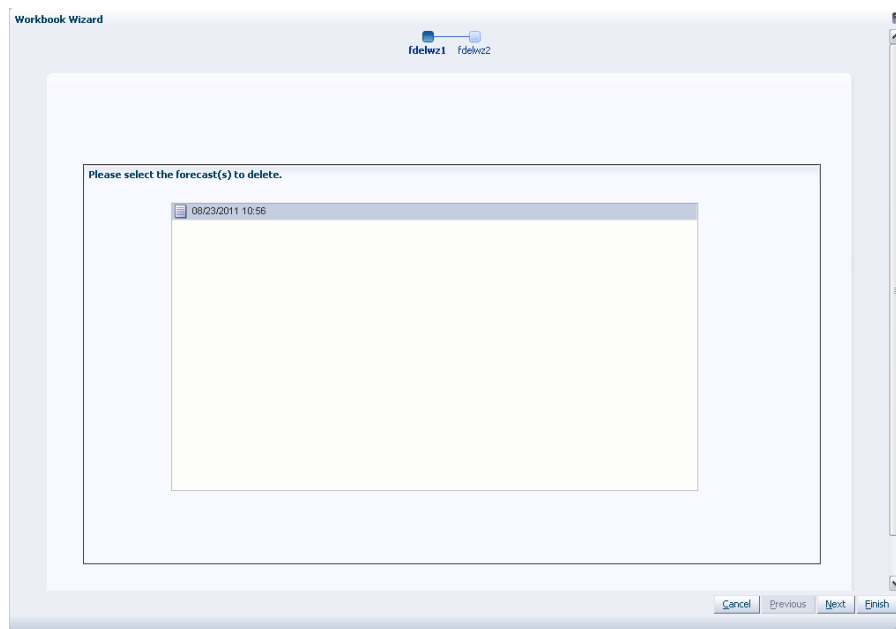 Workbook Wizard
fdelwz1 fdelwz2
Please select the forecast(s) to delete.
08/23/2011 10:56
Cancel Previous Next Finish